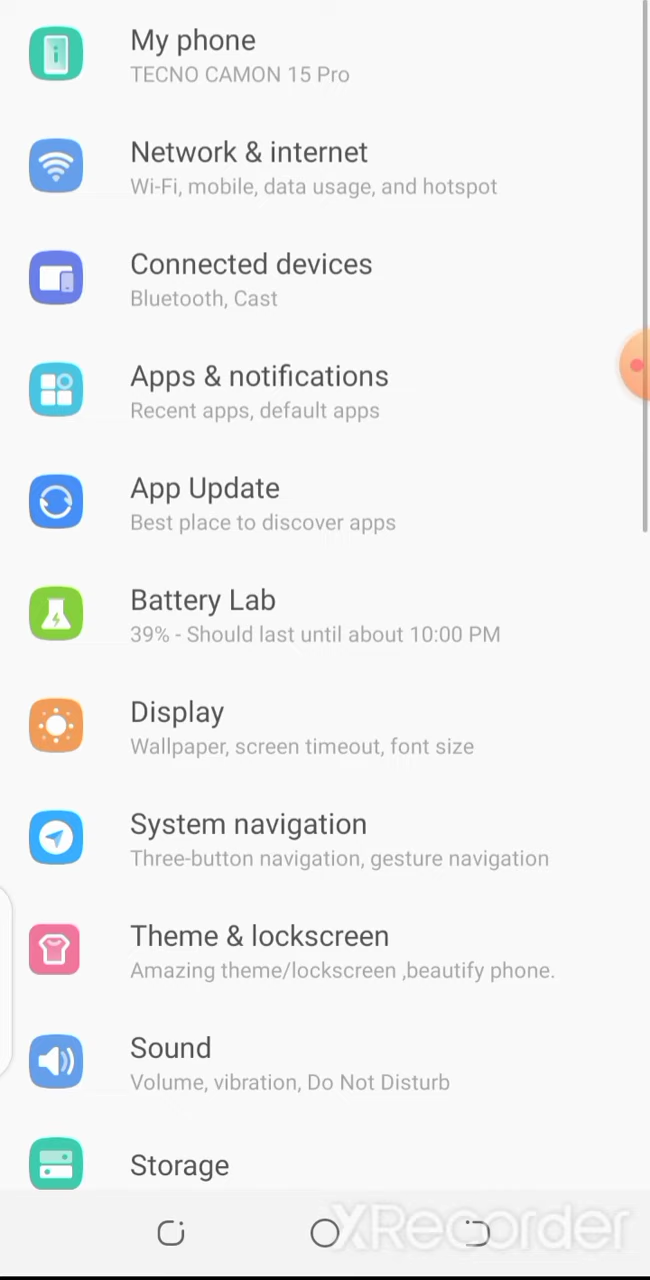 My phone
TECNO CAMON 15 Pro
Network & internet
Wi-Fi, mobile, data usage, and hotspot
Connected devices
Bluetooth, Cast
Apps & notifications
Recent apps, default apps
App Update
Best place to discover apps
Battery Lab
39% - Should last until about 10:00 PM
Display
Wallpaper, screen timeout, font size
System navigation
Three-button navigation, gesture navigation
Theme & lockscreen
Amazing theme/lockscreen ,beautify phone.
Sound
Volume, vibration, Do Not Disturb
Storage
XRecorder